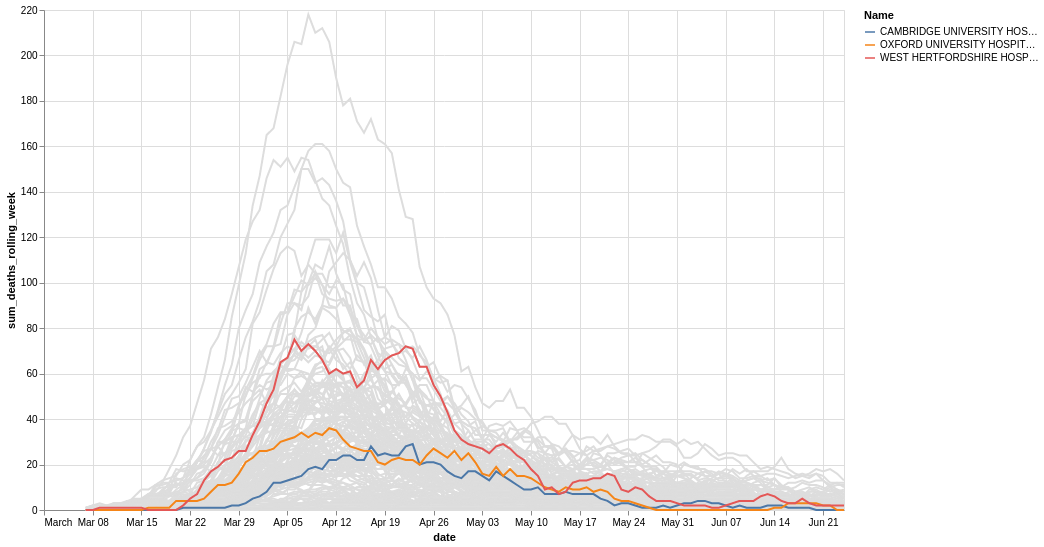 220
200
180
160
140
120
100
80
60
40
20
0
sum_deaths_rolling_week
March Mar 08 Mar 15 Mar 22 Mar 29 Apr 05 Apr 12 Apr 19 Apr 26 May 03 May 10 May 17 May 24 May 31 Jun 07 Jun 14 Jun 21
date
Name
CAMBRIDGE UNIVERSITY HOS…
OXFORD UNIVERSITY HOSPIT…
WEST HERTFORDSHIRE HOSP…